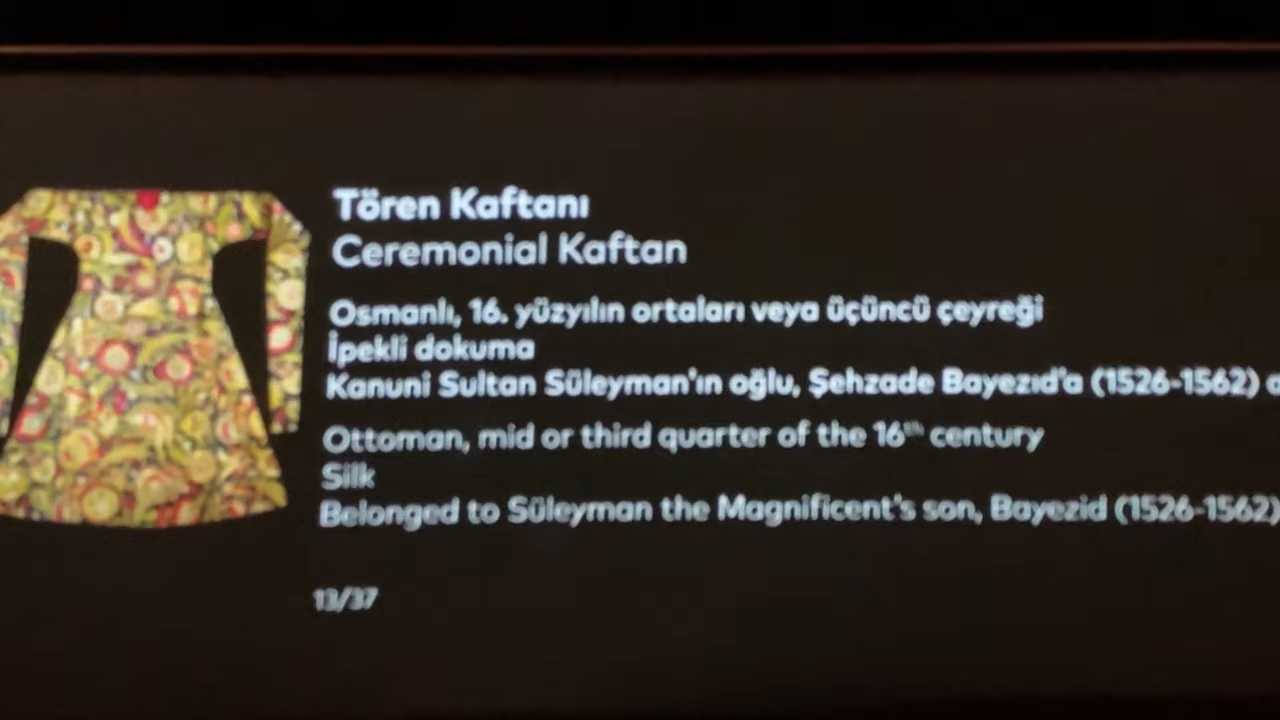 Tören Kaftanı
Ceremonial Kaftan
Osmanlı, 16. yüzyılın ortaları veya üçüncü çeyreği
İpekli dokuma
Kanuni Sultan Süleyman'ın oğlu, Şehzade Bayezıd'a (1526-1562)
Ottoman, mid or third quarter of the 16th century
Silk
Belonged to Süleyman the Magnificent's son, Bayezid (1526-1562)
13/37